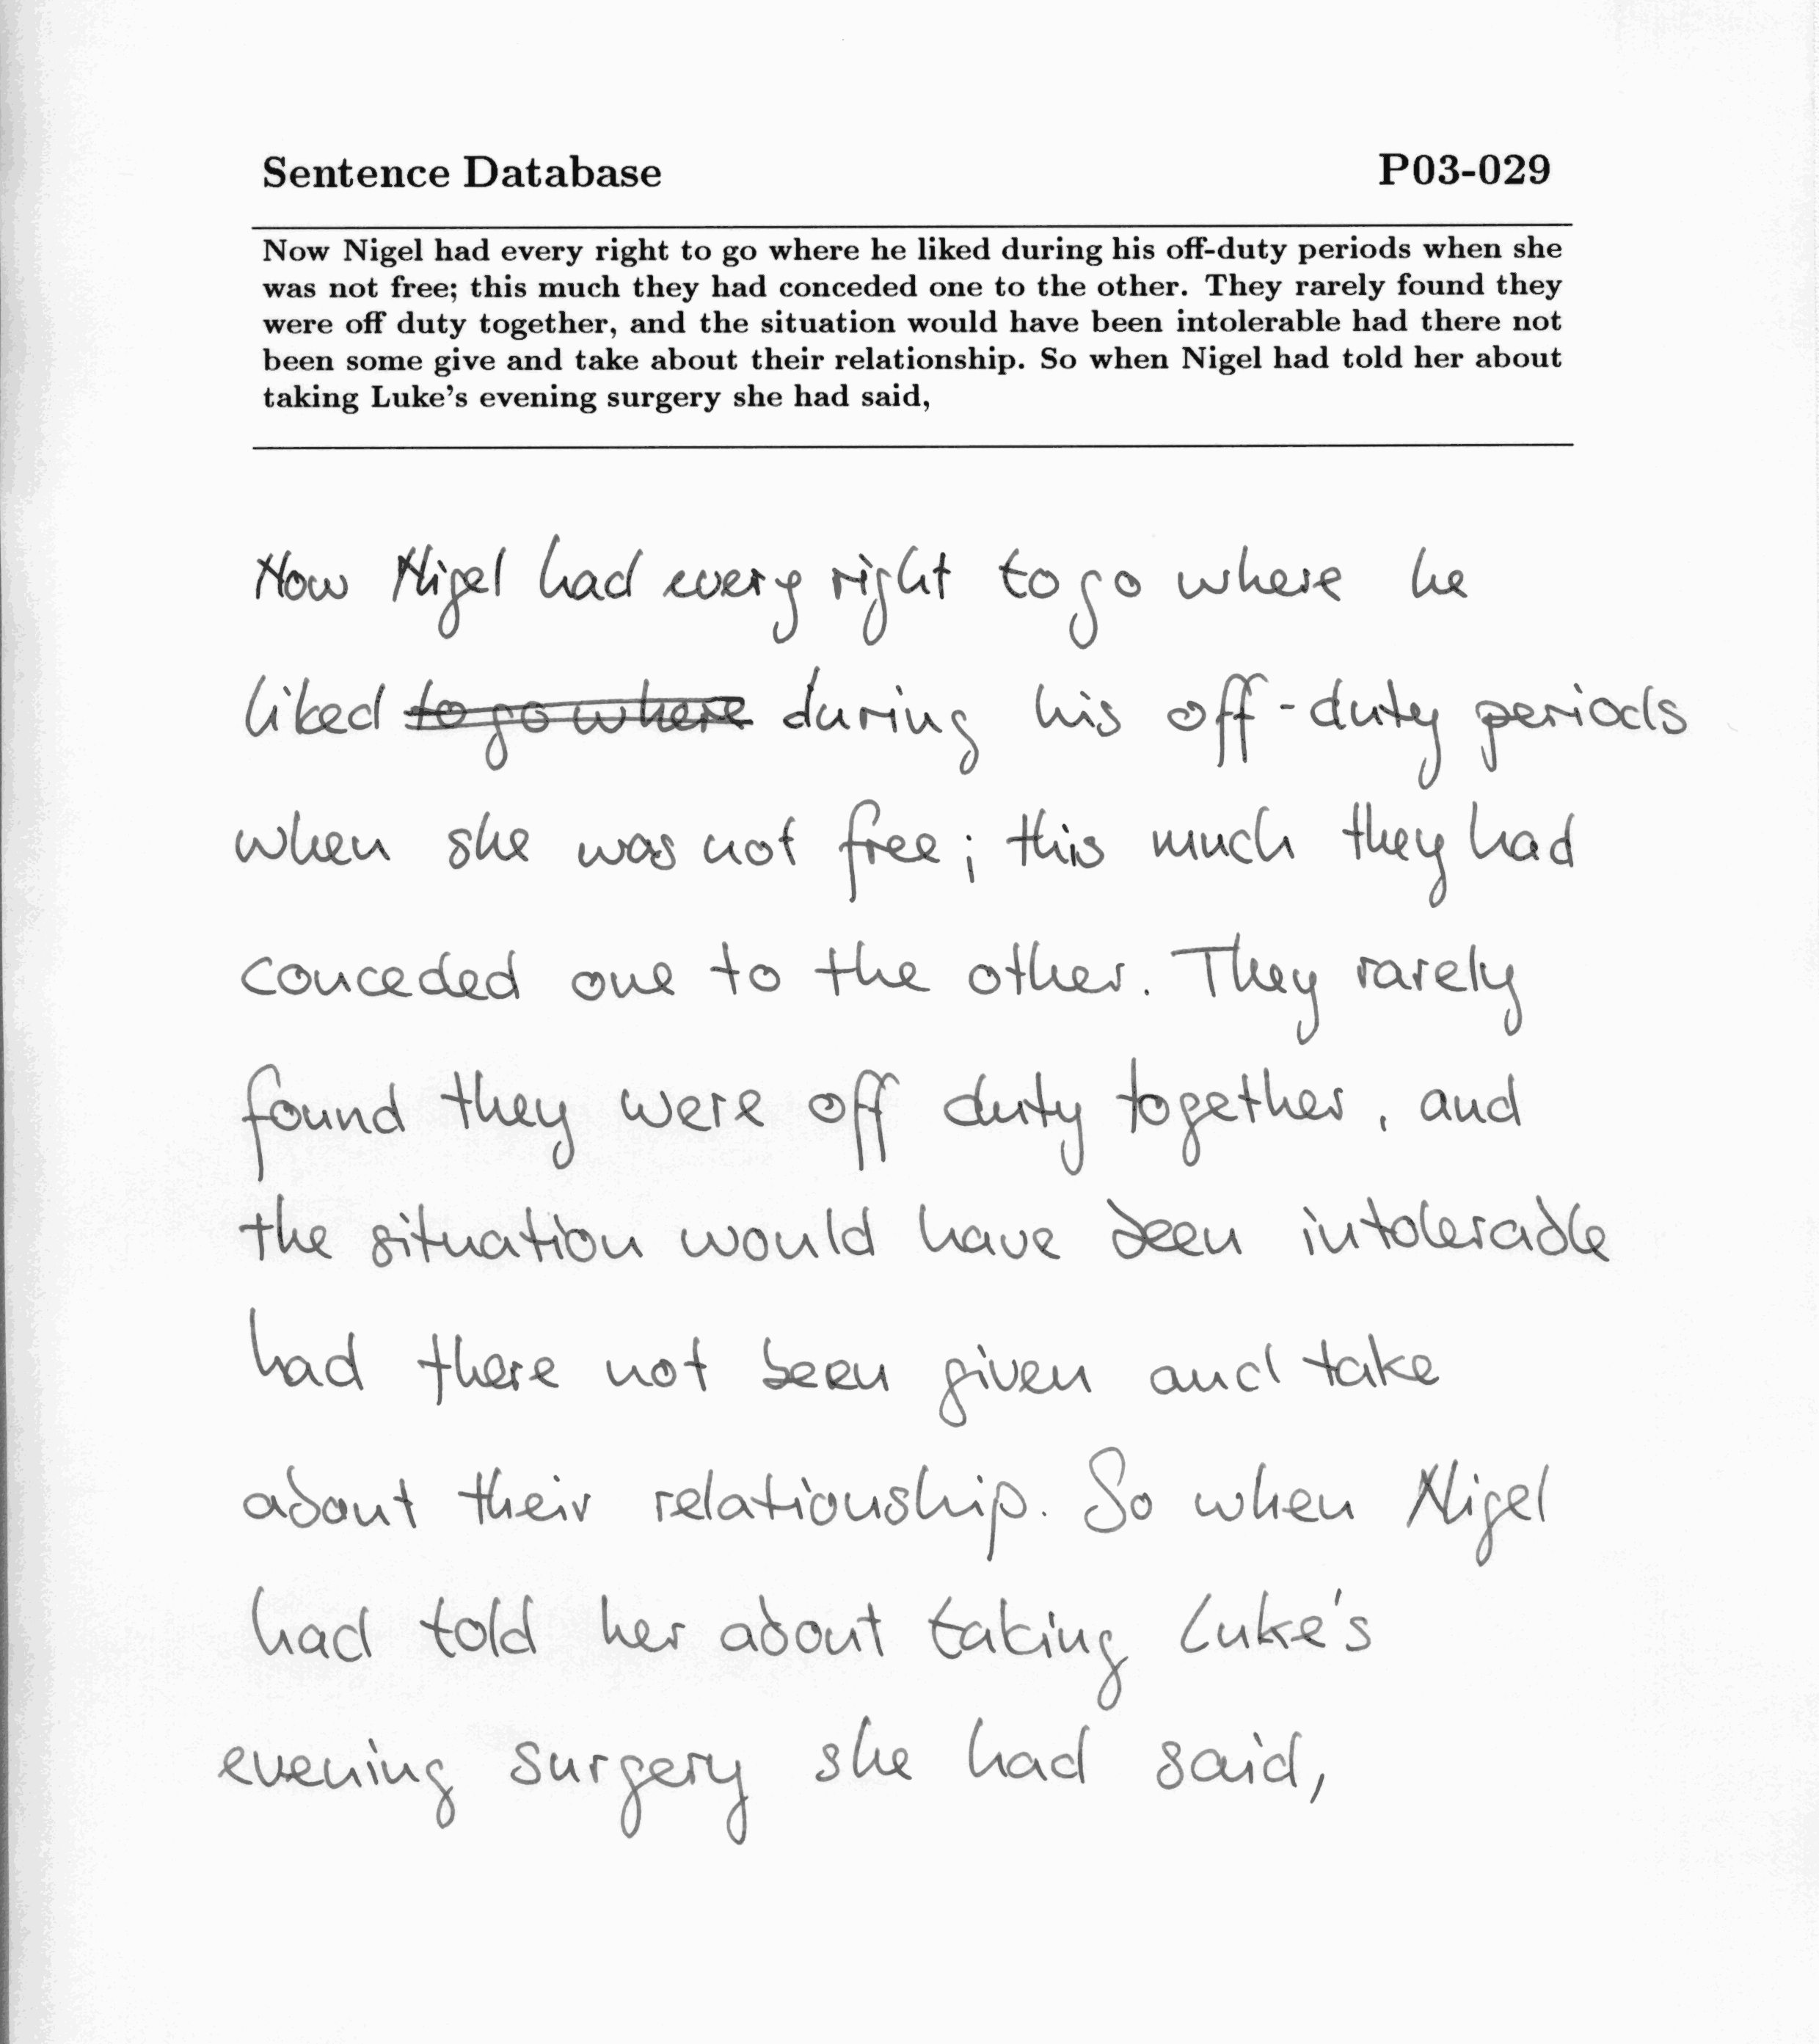 Sentence Database P03-029
Now Nigel had every right to go where he liked during his off-duty periods when she
was not free; this much they had conceded one to the other. They rarely found they
were off duty together, and the situation would have been intolerable had there not
been some give and take about their relationship. So when Nigel had told her about
taking Luke's evening surgery she had said,
Now Nigel had every right to go where he
liked to go where during his off-duty periods
when she was not free; this much they had
conceded one to the other. They rarely
found they were off duty together, and
the situation would have been intolerable
had there not been given and take
about their relationship. So when Nigel
had told her about taking Luke's
evening surgery she had said,